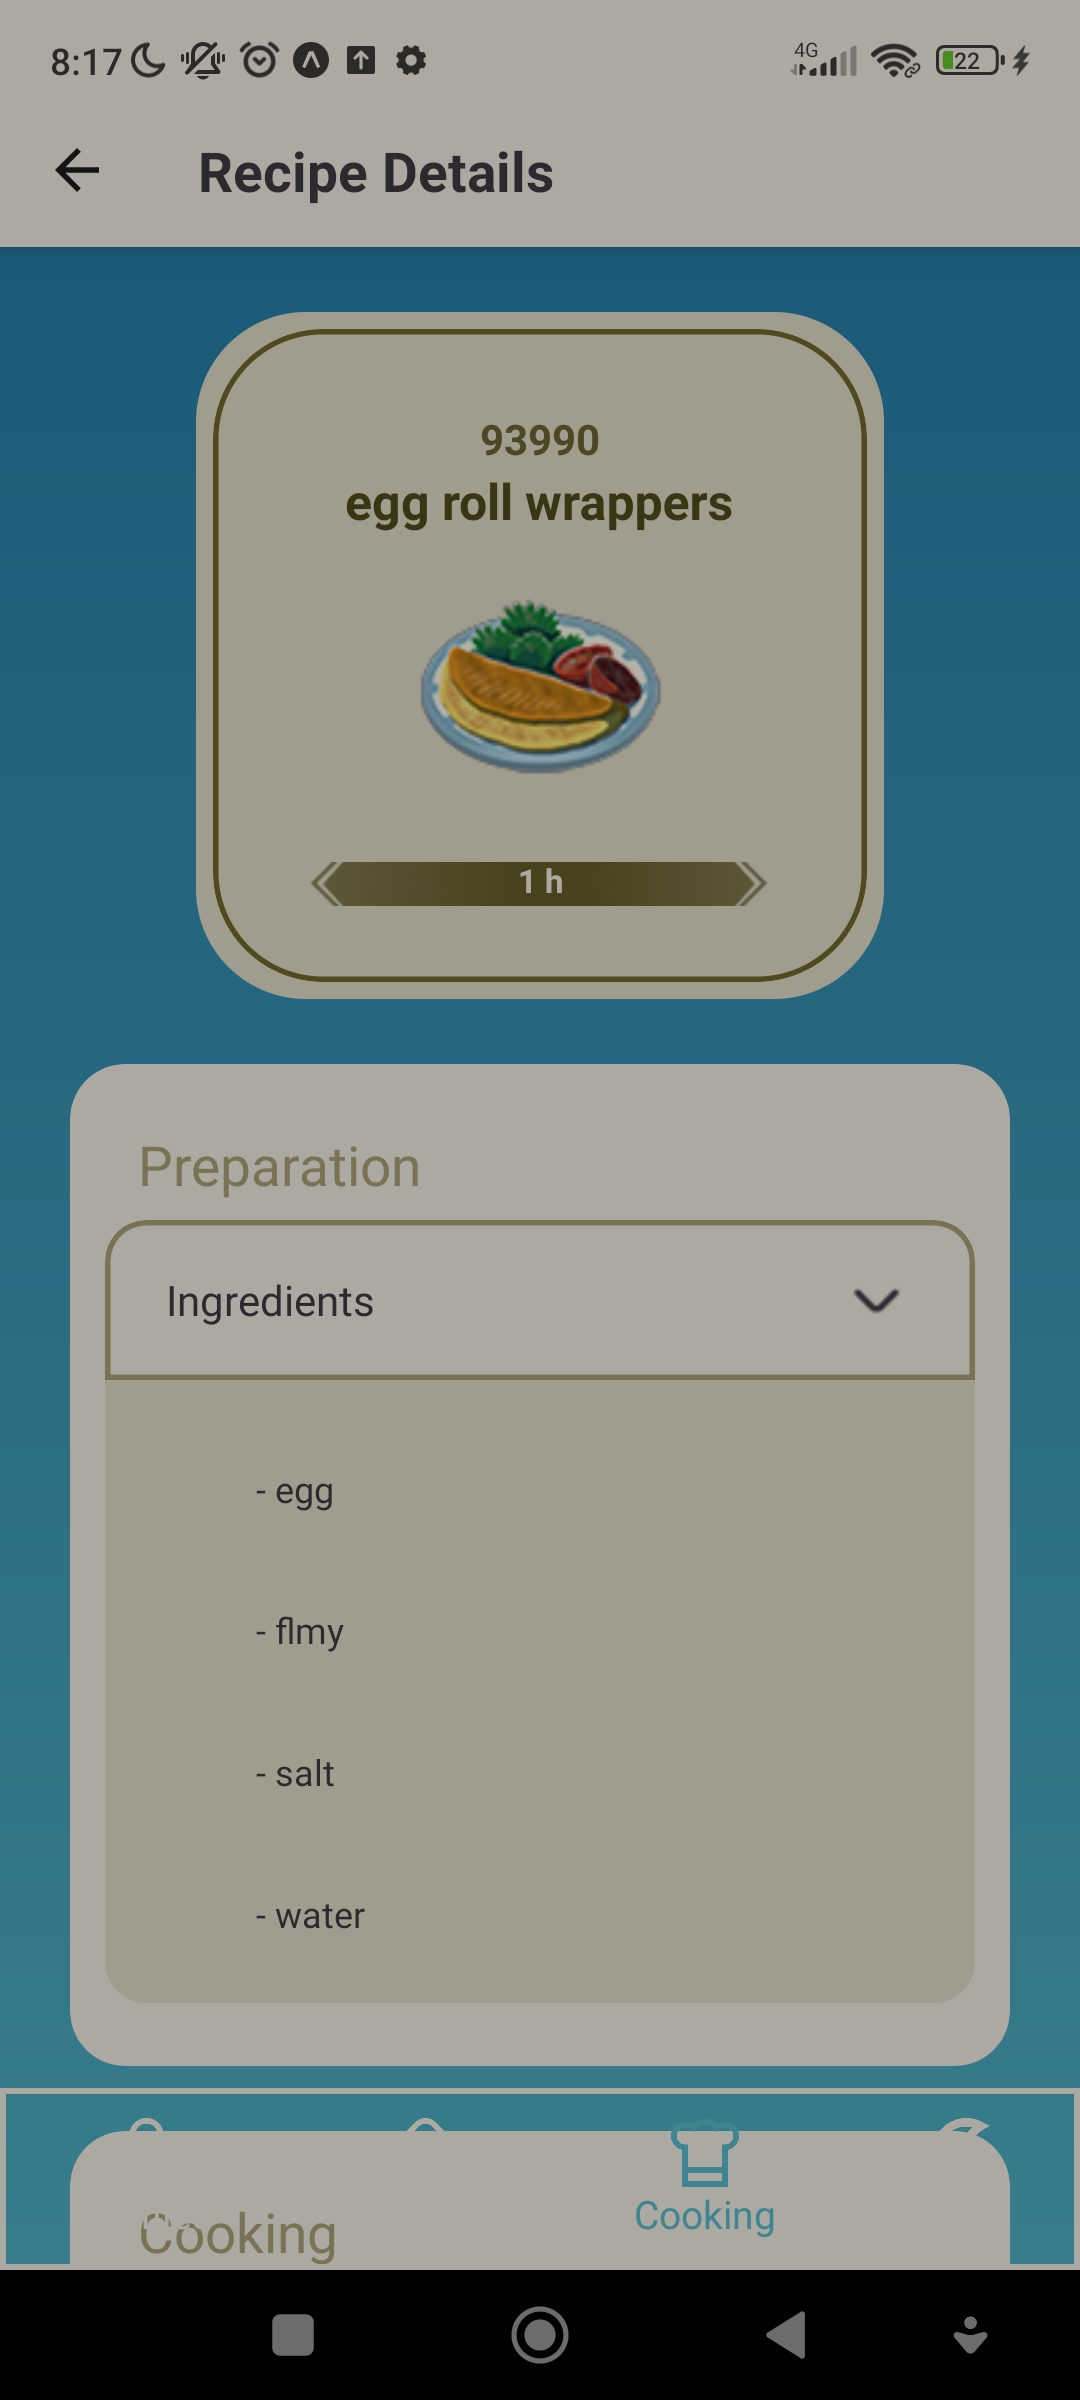 8:17
4G
22
Recipe Details
93990
egg roll wrappers
1 h
Preparation
Ingredients
- egg
- flmy
- salt
- water
Cooking
Cooking